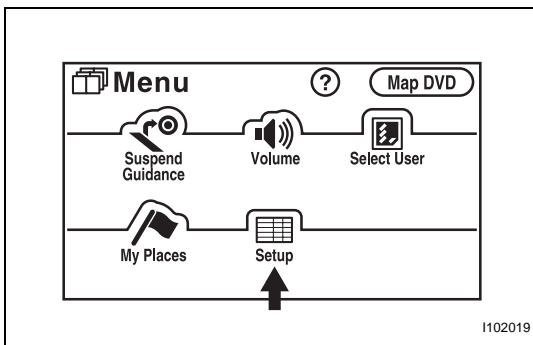 Menu ? Map DVD
Suspend Guidance
Volume
Select User
My Places
Setup
I102019